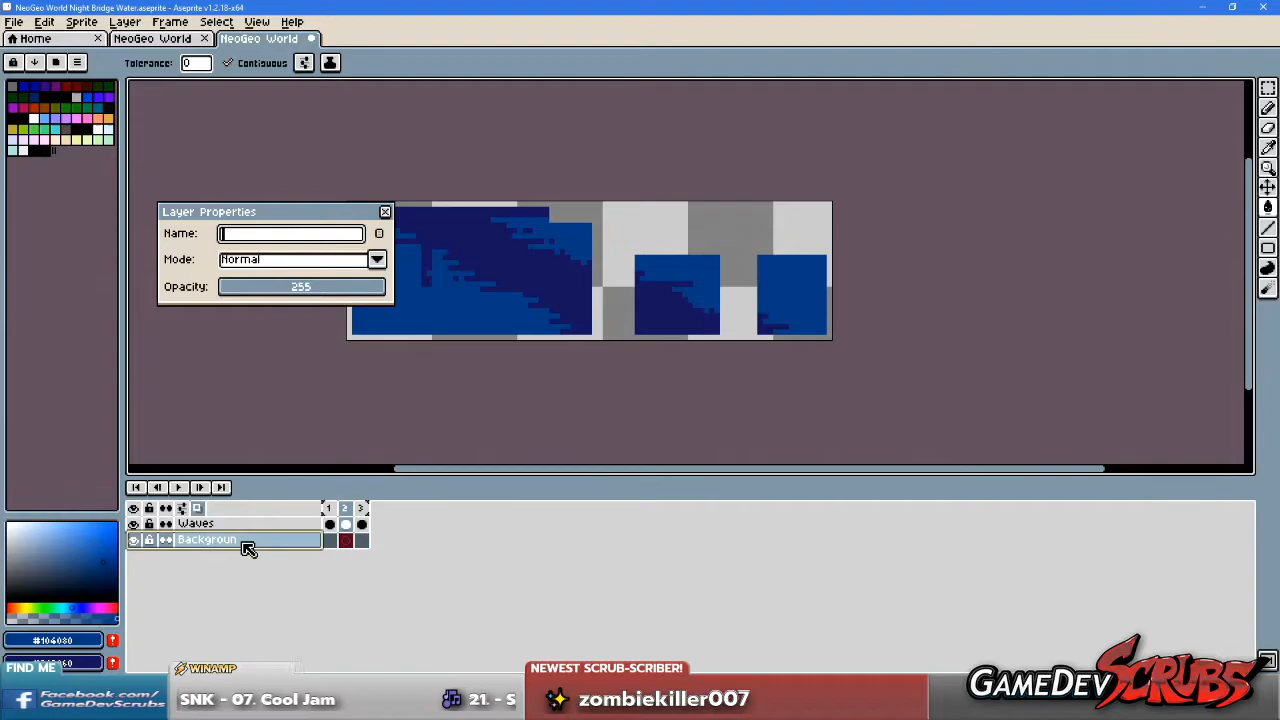 NeoGeo World Night Bridge Water.aseprite - Aseprite v1.2.18-x64
File Edit Sprite Layer Frame Select View Help
Home NeoGeo World NeoGeo World
Tolerance: 0 Contiguous
Layer Properties
Name:
Mode: Normal
Opacity: 255
1 2 3
Waves
Backgroun
#104080
FIND ME WINAMP NEWEST SCRUB-SCRIBER!
Facebook.com/
GameDevScrubs
SNK - 07. Cool Jam 21. - S
zombiekiller007
GAMEDEV SCRUBS